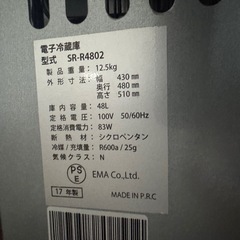 電子冷蔵庫
型式 SR-R4802
製品重量: 12.5kg
外形寸法: 幅 430mm
奥行 480mm
高さ 510mm
庫内容量: 48L
定格電圧: 100V 50/60Hz
定格消費電力: 83W
断熱材: シクロペンタン
冷媒/充填量: R600a/25g
気候クラス: N
PS
E
EMA Co.,Ltd.
17年製
MADE IN P.R.C